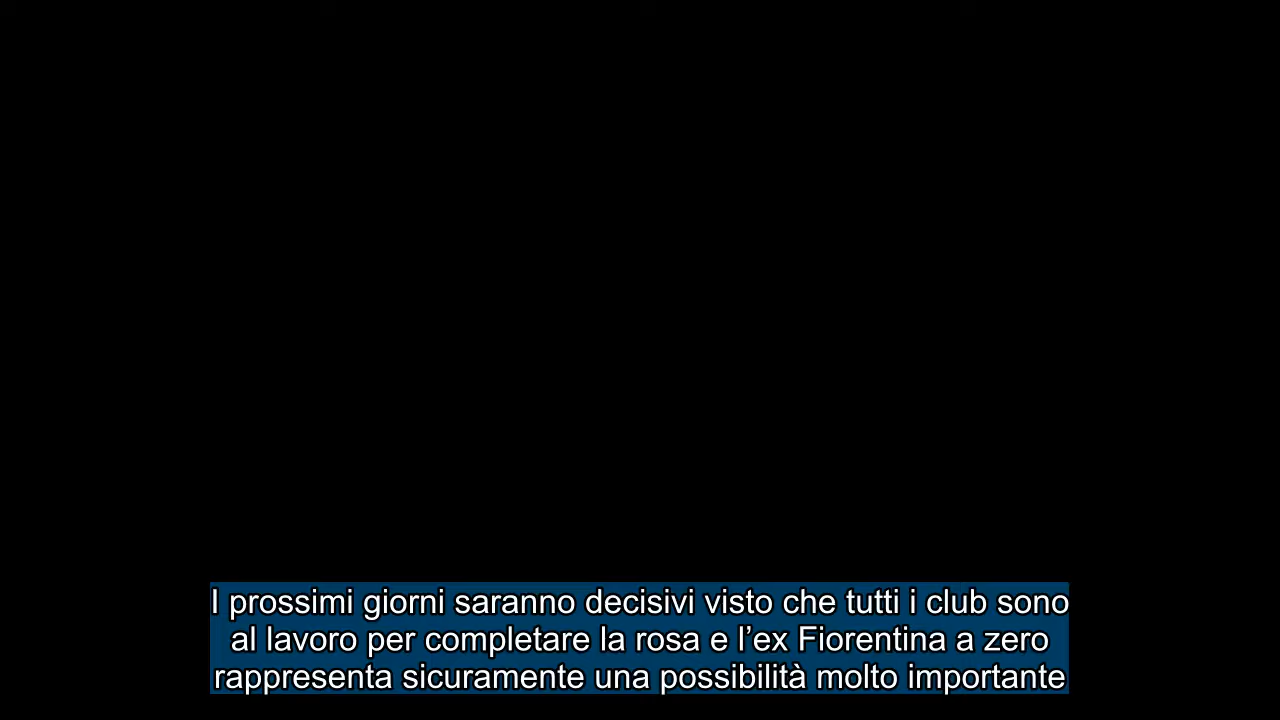 I prossimi giorni saranno decisivi visto che tutti i club sono
al lavoro per completare la rosa e l’ex Fiorentina a zero
rappresenta sicuramente una possibilità molto importante